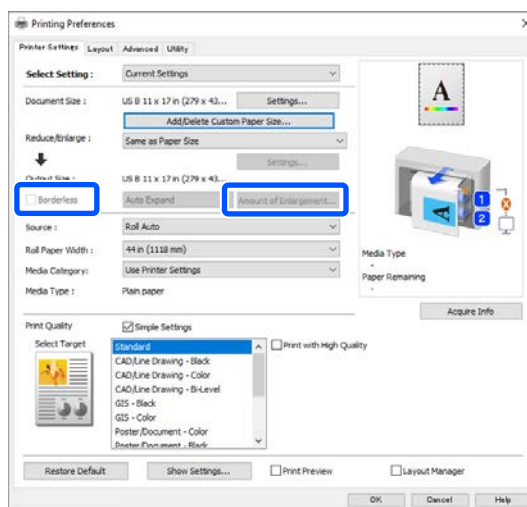 Printing Preferences
Printer Settings Layout Advanced Utility
Select Setting : Current Settings
Document Size : US B 11 x 17 in (279 x 43... Settings...
Add/Delete Custom Paper Size...
Reduce/Enlarge : Same as Paper Size
Settings...
Output Size : US B 11 x 17 in (279 x 43...
Borderless Auto Expand Amount of Enlargement...
Source : Roll Auto
Roll Paper Width : 44 in (1118 mm)
Media Category: Use Printer Settings
Media Type : Plain paper
A
A
1
2
Media Type
-
Paper Remaining
-
Acquire Info
Print Quality Simple Settings
Select Target
Standard
Print with High Quality
CAD/Line Drawing - Black
CAD/Line Drawing - Color
CAD/Line Drawing - Bi-Level
GIS - Black
GIS - Color
Poster/Document - Color
Poster/Document - Black
Restore Default Show Settings... Print Preview Layout Manager
OK Cancel Help